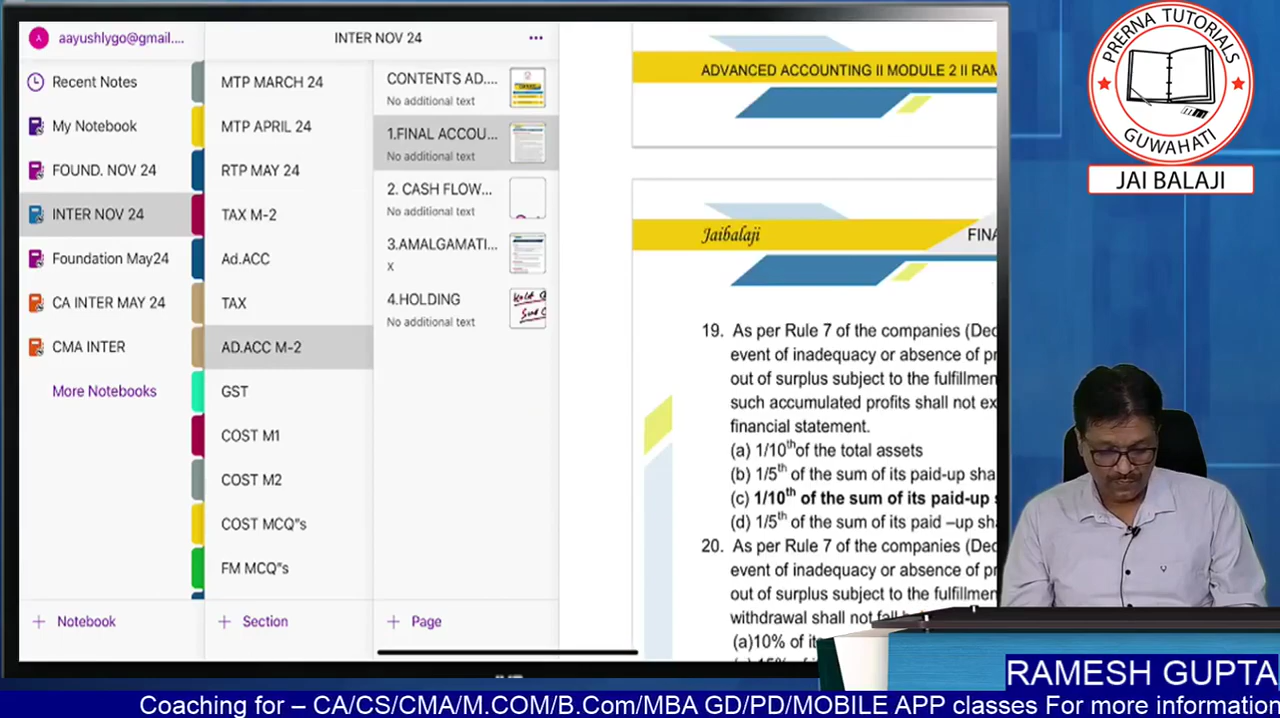 aayushlygo@gmail....
Recent Notes
My Notebook
FOUND. NOV 24
INTER NOV 24
Foundation May24
CA INTER MAY 24
CMA INTER
More Notebooks
+ Notebook
INTER NOV 24
MTP MARCH 24
MTP APRIL 24
RTP MAY 24
TAX M-2
Ad.ACC
TAX
AD.ACC M-2
GST
COST M1
COST M2
COST MCQ"s
FM MCQ"s
+ Section
CONTENTS AD....
No additional text
1.FINAL ACCOU...
No additional text
2. CASH FLOW...
No additional text
3.AMALGAMATI...
X
4.HOLDING
No additional text
+ Page
ADVANCED ACCOUNTING II MODULE 2 II RAM
Jaibalaji
FINA
19. As per Rule 7 of the companies (Dec
event of inadequacy or absence of pr
out of surplus subject to the fulfillmen
such accumulated profits shall not ex
financial statement.
(a) 1/10th of the total assets
(b) 1/5th of the sum of its paid-up sha
(c) 1/10th of the sum of its paid-up s
(d) 1/5th of the sum of its paid –up sha
20. As per Rule 7 of the companies (Dec
event of inadequacy or absence of pr
out of surplus subject to the fulfillmen
withdrawal shall not fall
(a)10% of its
PRERNA TUTORIALS
GUWAHATI
JAI BALAJI
RAMESH GUPTA
Coaching for – CA/CS/CMA/M.COM/B.Com/MBA GD/PD/MOBILE APP classes For more information